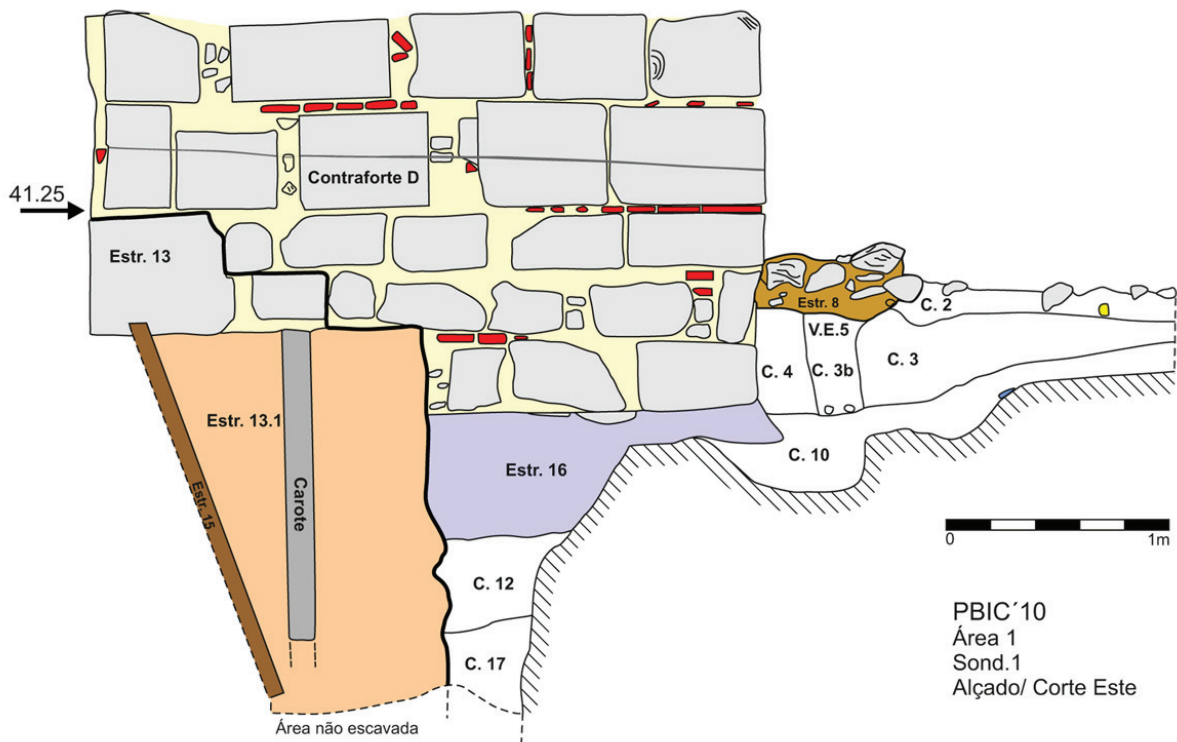 Contraforte D
41.25
Estr. 13
Estr. 8
C. 2
V.E.5
C. 4
C. 3b
C. 3
Estr. 13.1
Estr. 15
Carote
Estr. 16
C. 10
C. 12
C. 17
0 1m
PBIC´10
Área 1
Sond.1
Alçado/ Corte Este
Área não escavada